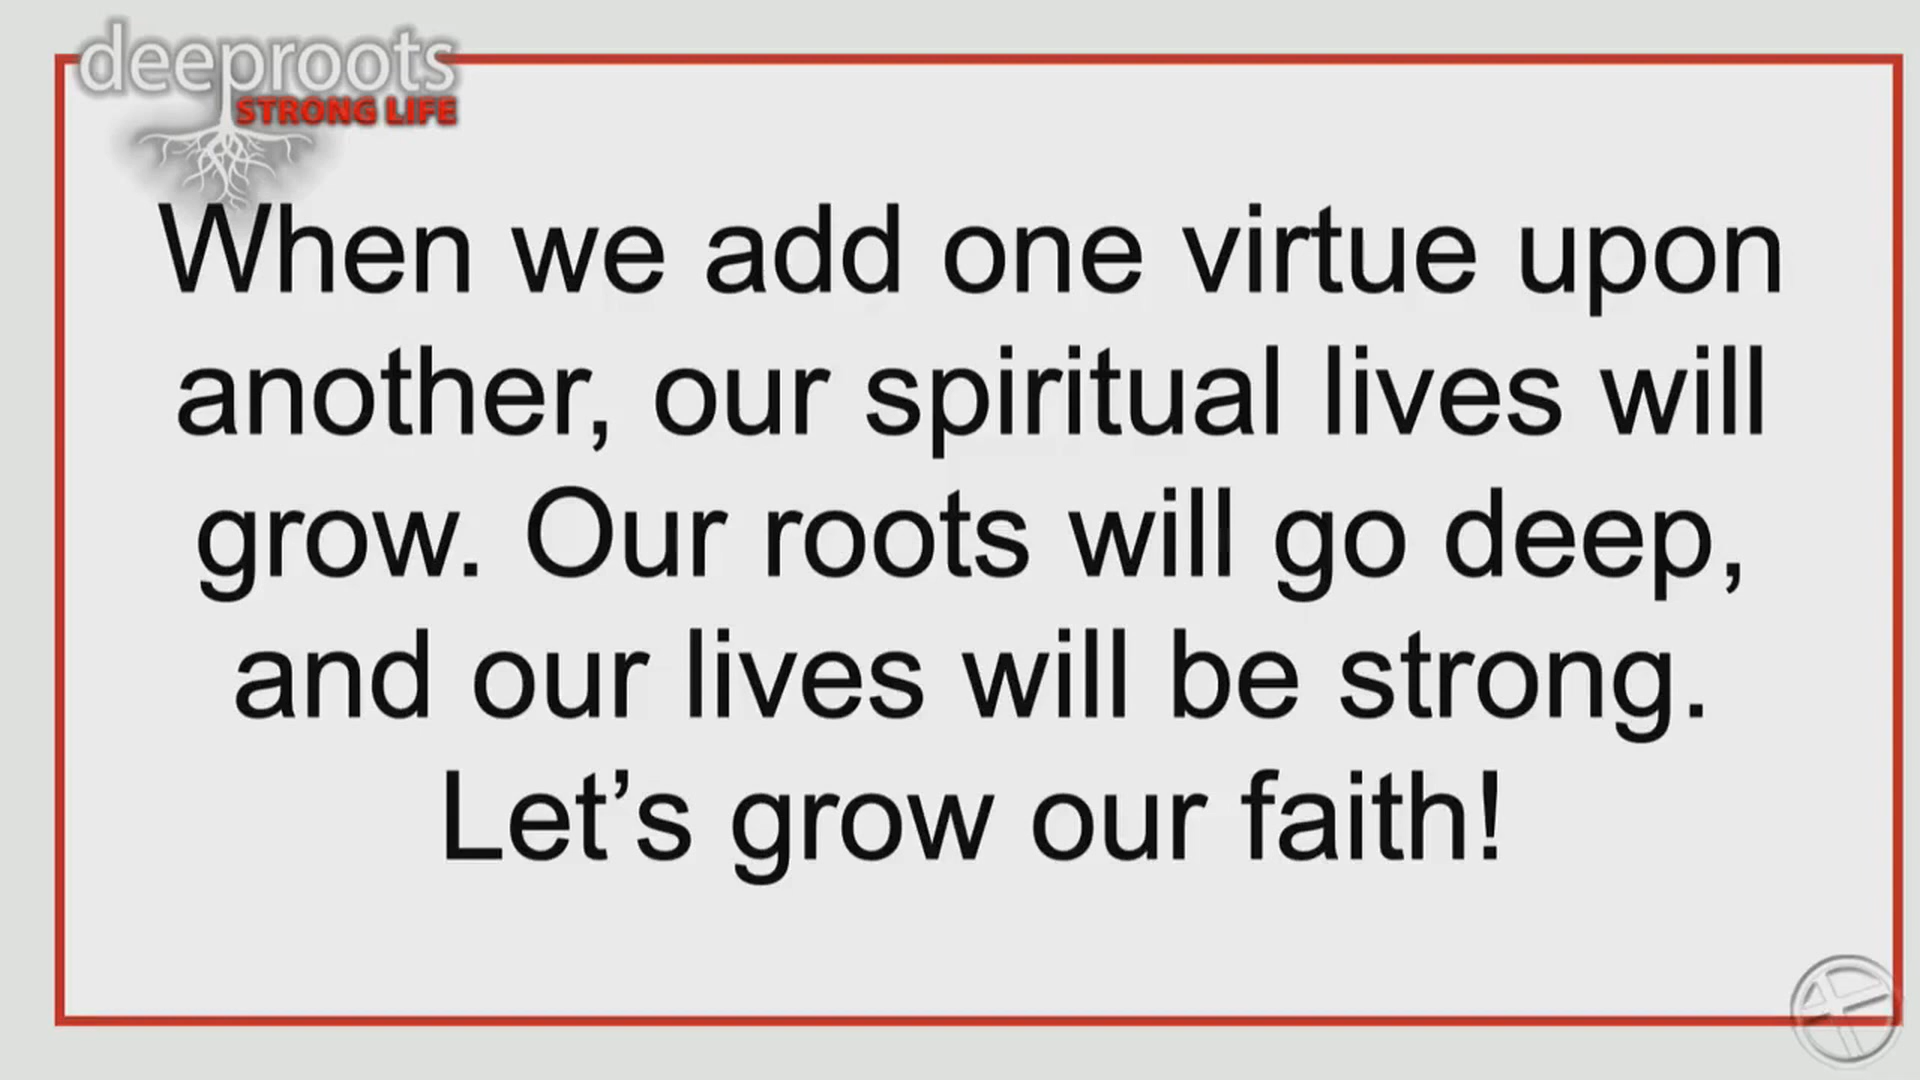 deeproots
STRONG LIFE
When we add one virtue upon
another, our spiritual lives will
grow. Our roots will go deep,
and our lives will be strong.
Let’s grow our faith!